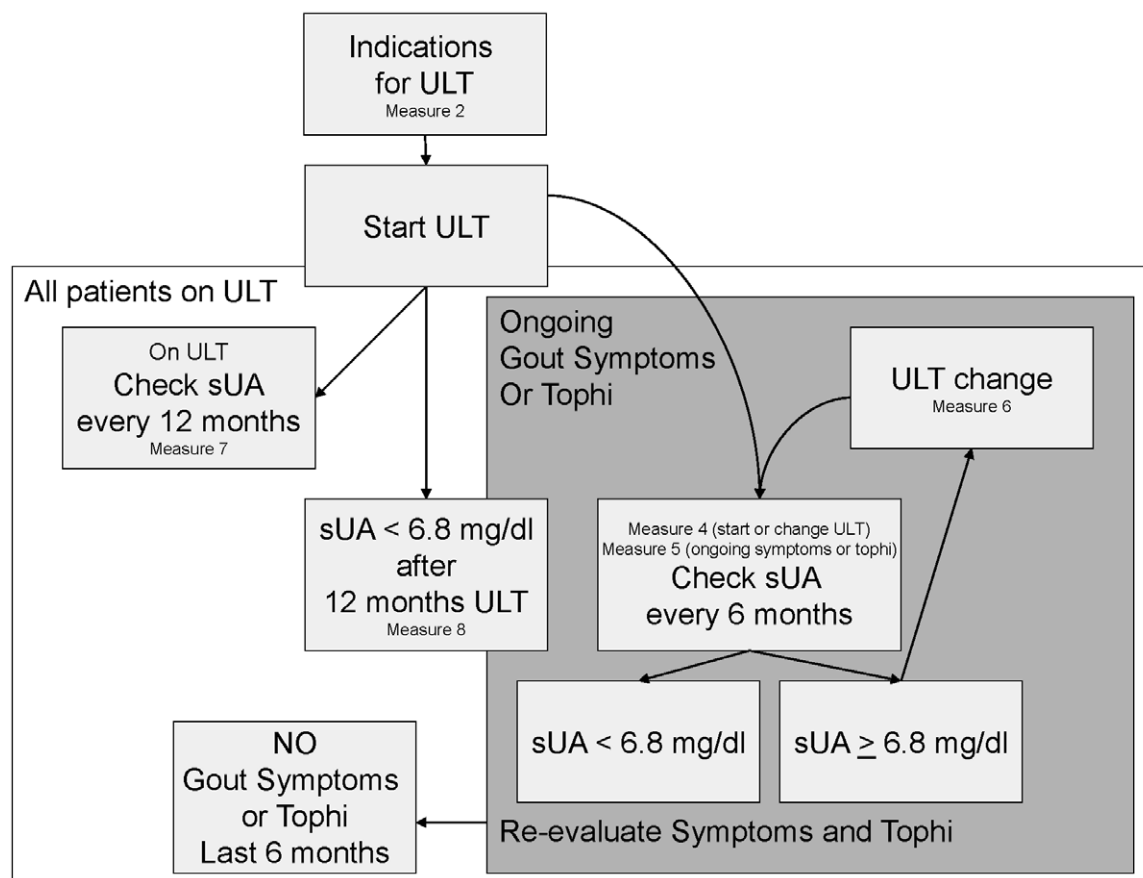 Indications
for ULT
Measure 2
Start ULT
All patients on ULT
On ULT
Check sUA
every 12 months
Measure 7
sUA < 6.8 mg/dl
after
12 months ULT
Measure 8
Ongoing
Gout Symptoms
Or Tophi
ULT change
Measure 6
Measure 4 (start or change ULT)
Measure 5 (ongoing symptoms or tophi)
Check sUA
every 6 months
sUA < 6.8 mg/dl
sUA ≥ 6.8 mg/dl
NO
Gout Symptoms
or Tophi
Last 6 months
Re-evaluate Symptoms and Tophi